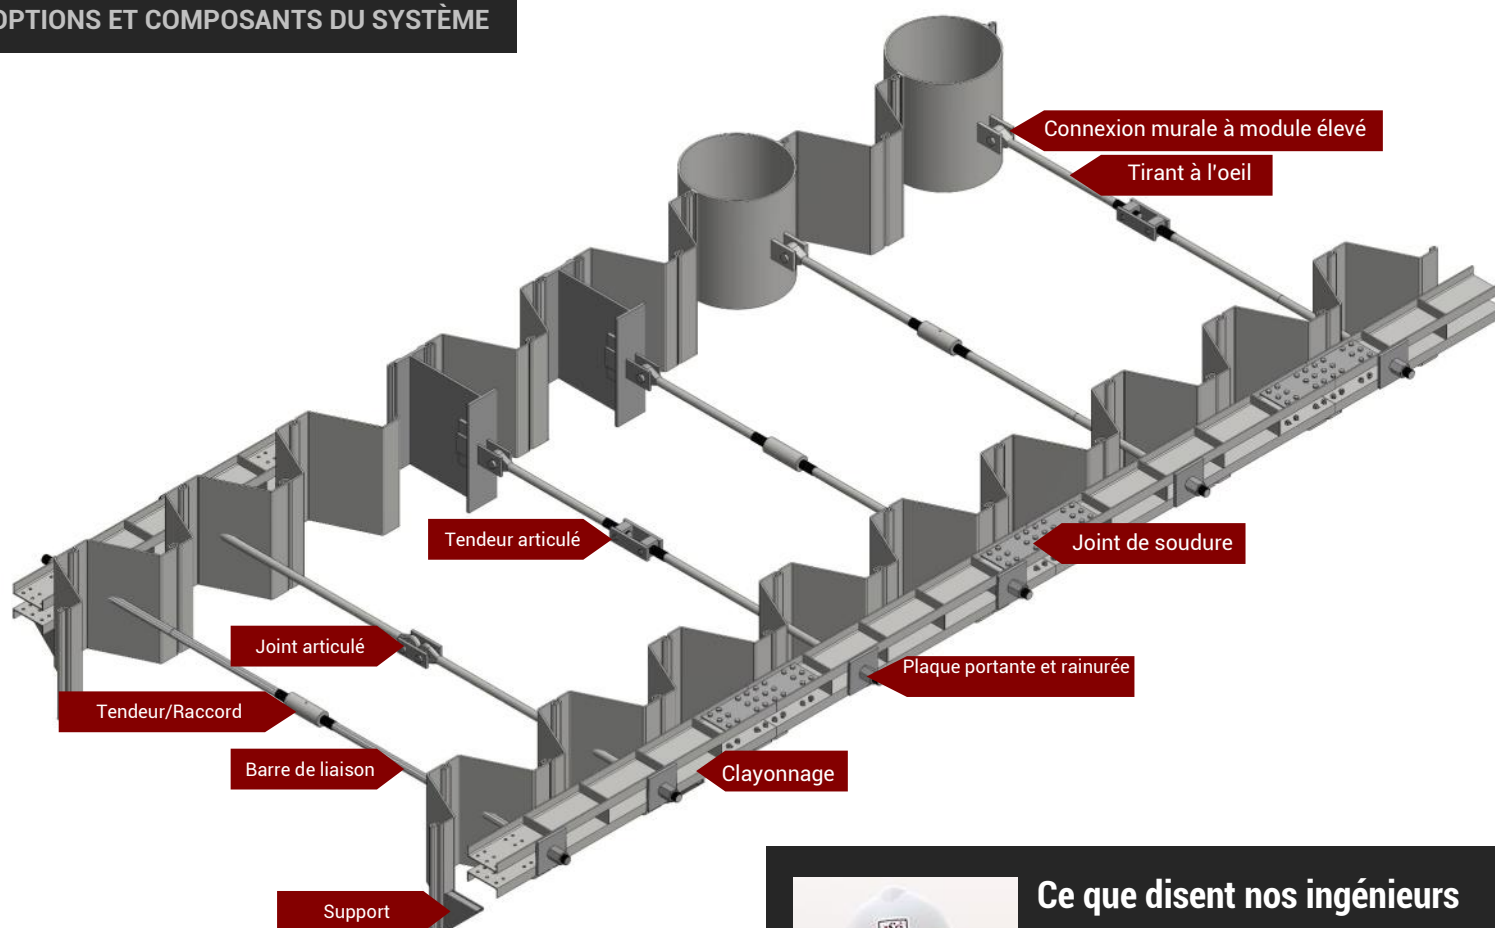 OPTIONS ET COMPOSANTS DU SYSTÈME
Connexion murale à module élevé
Tirant à l'oeil
Tendeur articulé
Joint de soudure
Joint articulé
Plaque portante et rainurée
Tendeur/Raccord
Barre de liaison
Clayonnage
Support
Ce que disent nos ingénieurs